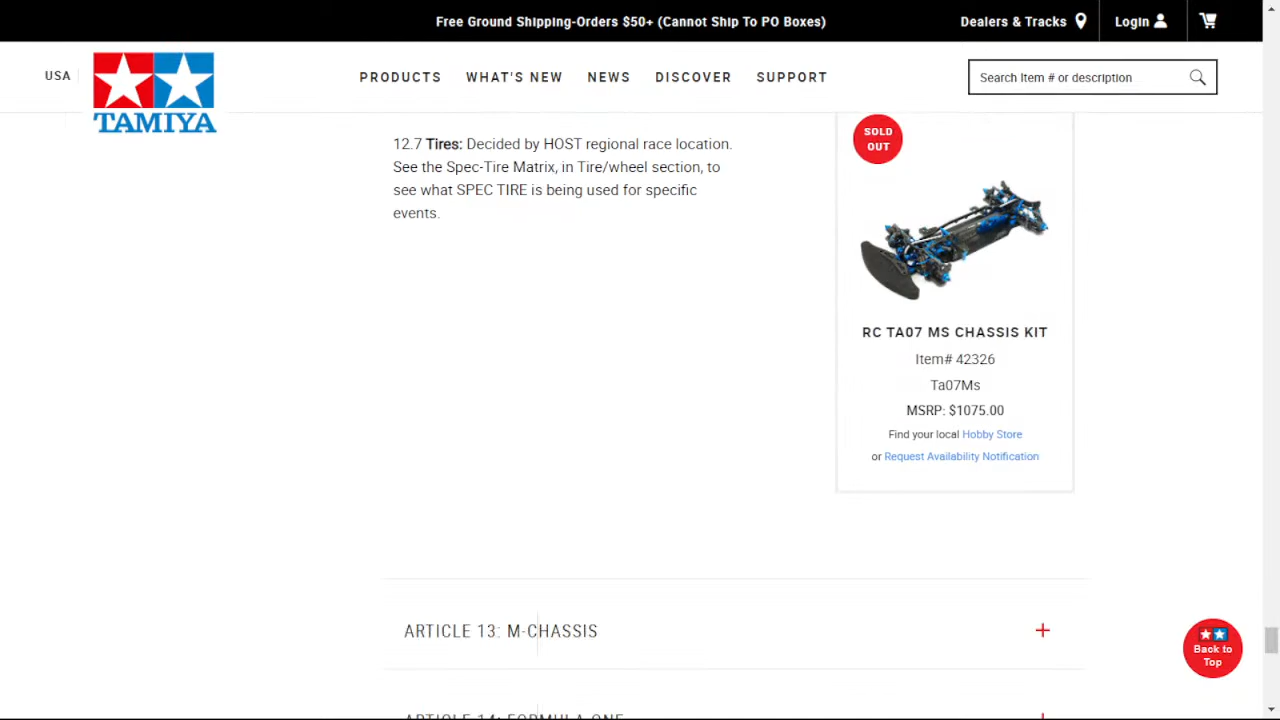 Free Ground Shipping-Orders $50+ (Cannot Ship To PO Boxes)
Dealers & Tracks
Login
USA
TAMIYA
PRODUCTS
WHAT'S NEW
NEWS
DISCOVER
SUPPORT
Search Item # or description
12.7 Tires: Decided by HOST regional race location.
See the Spec-Tire Matrix, in Tire/wheel section, to
see what SPEC TIRE is being used for specific
events.
SOLD
OUT
RC TA07 MS CHASSIS KIT
Item# 42326
Ta07Ms
MSRP: $1075.00
Find your local Hobby Store
or Request Availability Notification
ARTICLE 13: M-CHASSIS
+
Back to
Top
ARTICLE 14: FORMULA ONE